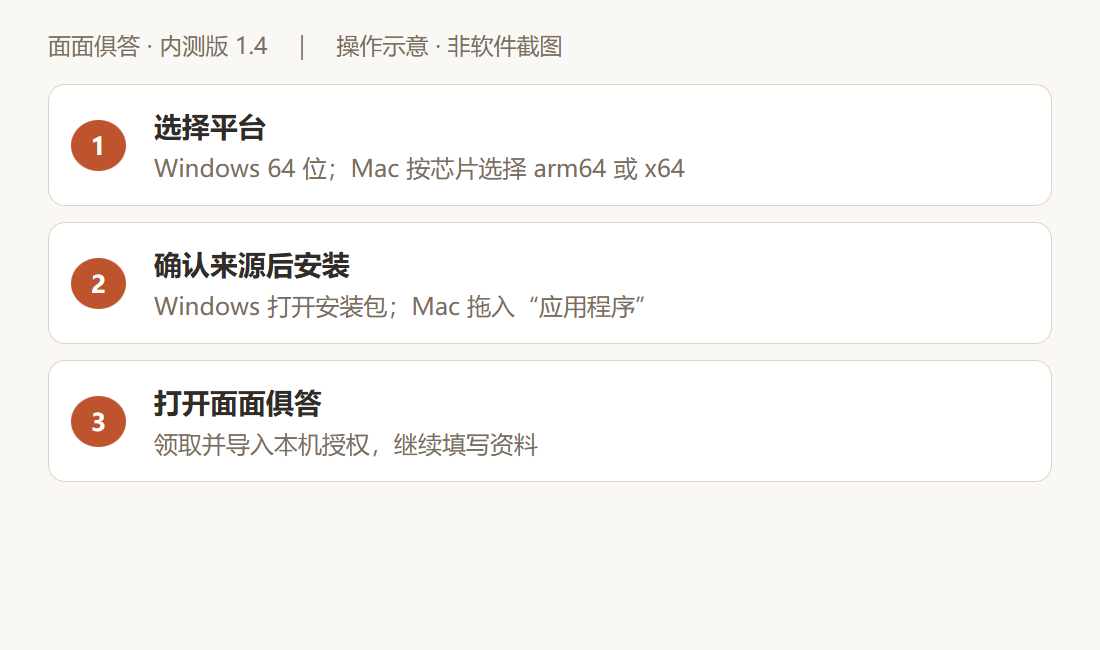 面面俱答 · 内测版 1.4 | 操作示意 · 非软件截图
1
选择平台
Windows 64 位；Mac 按芯片选择 arm64 或 x64
2
确认来源后安装
Windows 打开安装包；Mac 拖入“应用程序”
3
打开面面俱答
领取并导入本机授权，继续填写资料